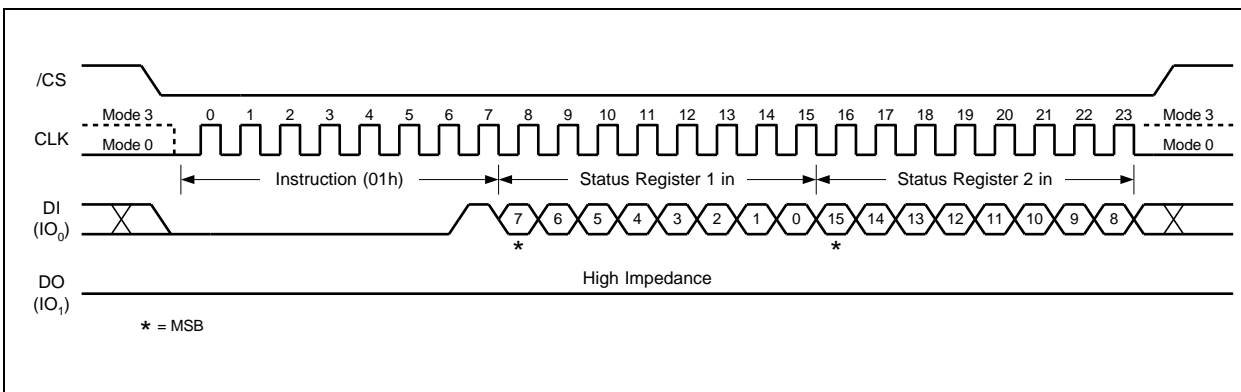 /CS
Mode 3 0 1 2 3 4 5 6 7 8 9 10 11 12 13 14 15 16 17 18 19 20 21 22 23 Mode 3
CLK
Mode 0 Mode 0
Instruction (01h) Status Register 1 in Status Register 2 in
DI
(IO₀)
7 6 5 4 3 2 1 0 15 14 13 12 11 10 9 8
* *
High Impedance
DO
(IO₁)
* = MSB